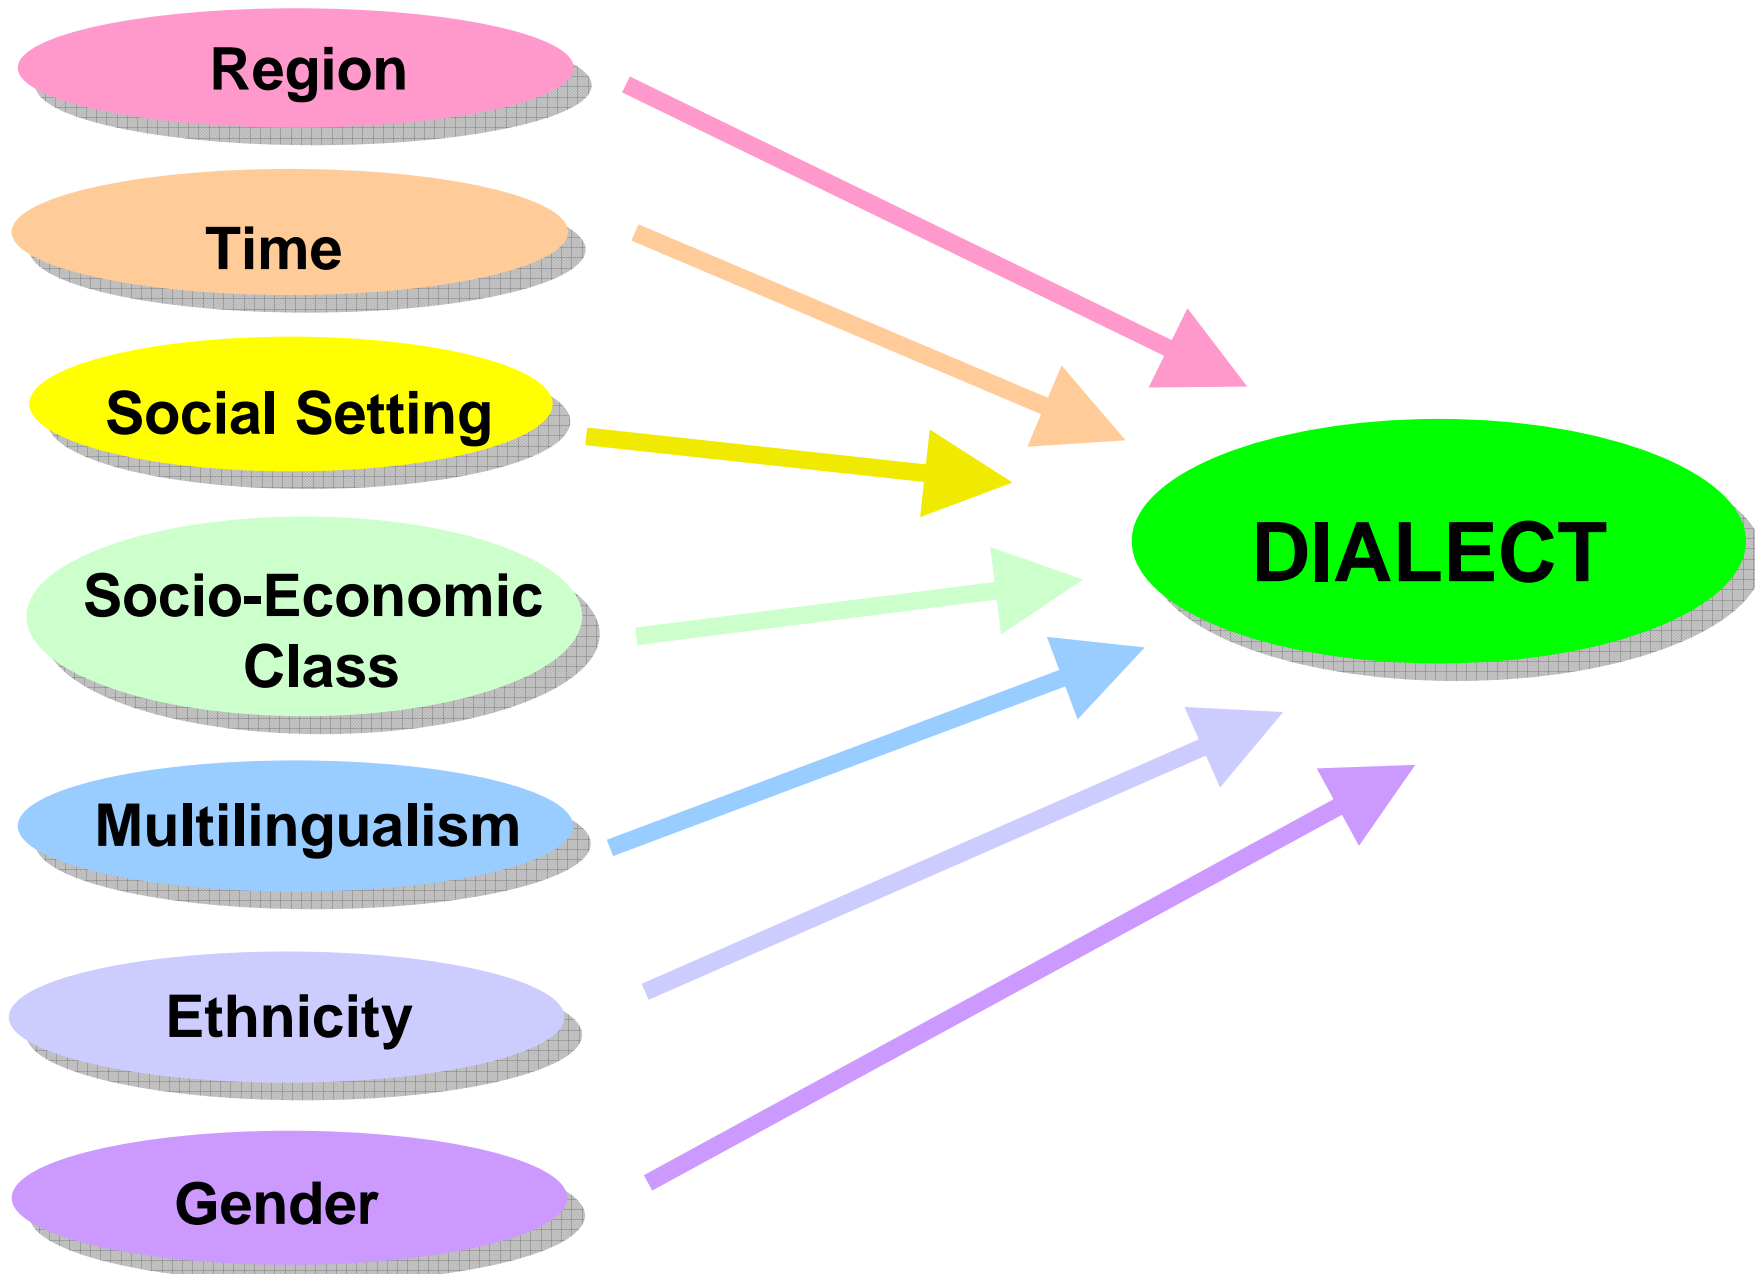 Region
Time
Social Setting
Socio-Economic
Class
Multilingualism
Ethnicity
Gender
DIALECT